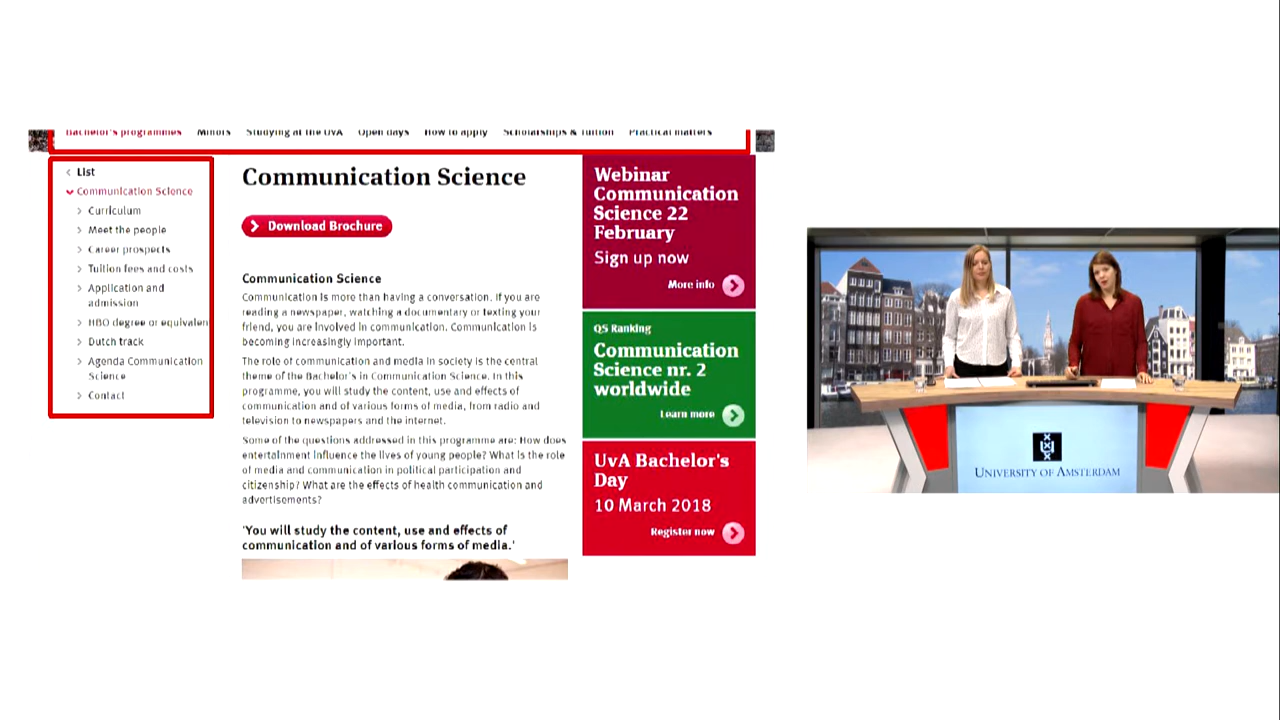 Bachelor's programmes Minors Studying at the UvA Open days How to apply Scholarships & Tuition Practical matters
List
Communication Science
Curriculum
Meet the people
Career prospects
Tuition fees and costs
Application and
admission
HBO degree or equivalen
Dutch track
Agenda Communication
Science
Contact
Communication Science
Download Brochure
Communication Science
Communication is more than having a conversation. If you are
reading a newspaper, watching a documentary or texting your
friend, you are involved in communication. Communication is
becoming increasingly important.
The role of communication and media in society is the central
theme of the Bachelor's in Communication Science. In this
programme, you will study the content, use and effects of
communication and of various forms of media, from radio and
television to newspapers and the internet.
Some of the questions addressed in this programme are: How does
entertainment influence the lives of young people? What is the role
of media and communication in political participation and
citizenship? What are the effects of health communication and
advertisements?
'You will study the content, use and effects of
communication and of various forms of media.'
Webinar
Communication
Science 22
February
Sign up now
More info
QS Ranking
Communication
Science nr. 2
worldwide
Learn more
UvA Bachelor's
Day
10 March 2018
Register now
UNIVERSITY OF AMSTERDAM